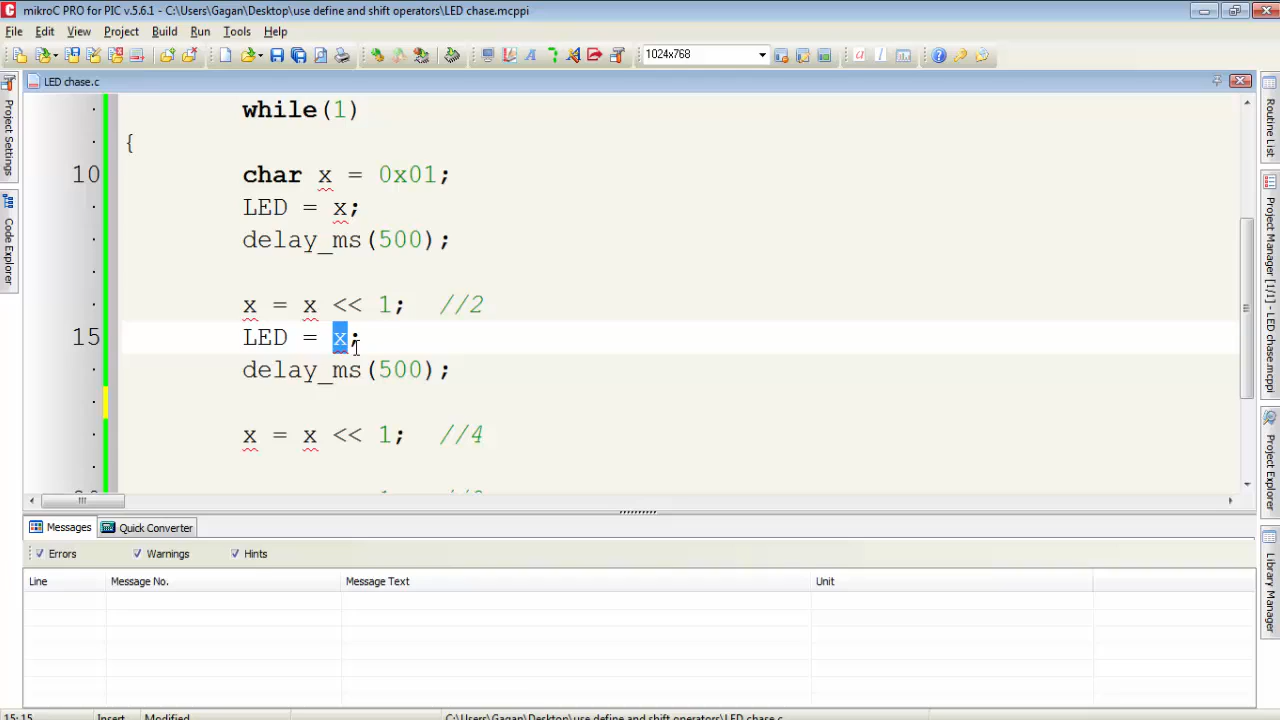 mikroC PRO for PIC v.5.6.1 - C:\Users\Gagan\Desktop\use define and shift operators\LED chase.mcppi
File Edit View Project Build Run Tools Help
1024x768
LED chase.c
Project Settings
Code Explorer
while(1)
{
10 char x = 0x01;
LED = x;
delay_ms(500);
x = x << 1; //2
15 LED = x;
delay_ms(500);
x = x << 1; //4
Routine List
Project Manager [1/1] - LED chase.mcppi
Project Explorer
Library Manager
Messages Quick Converter
Errors Warnings Hints
Line Message No. Message Text Unit
15:15 Insert Modified C:\Users\Gagan\Desktop\use define and shift operators\LED chase.c